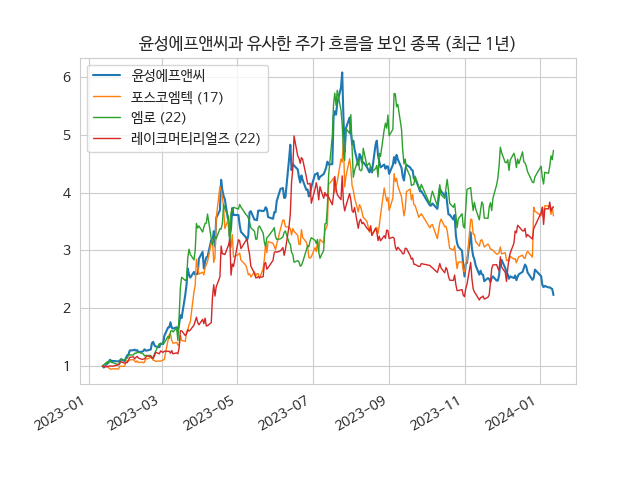 윤성에프앤씨과 유사한 주가 흐름을 보인 종목 (최근 1년)
윤성에프앤씨
포스코엠텍 (17)
엠로 (22)
레이크머티리얼즈 (22)
6
5
4
3
2
1
2023-01
2023-03
2023-05
2023-07
2023-09
2023-11
2024-01